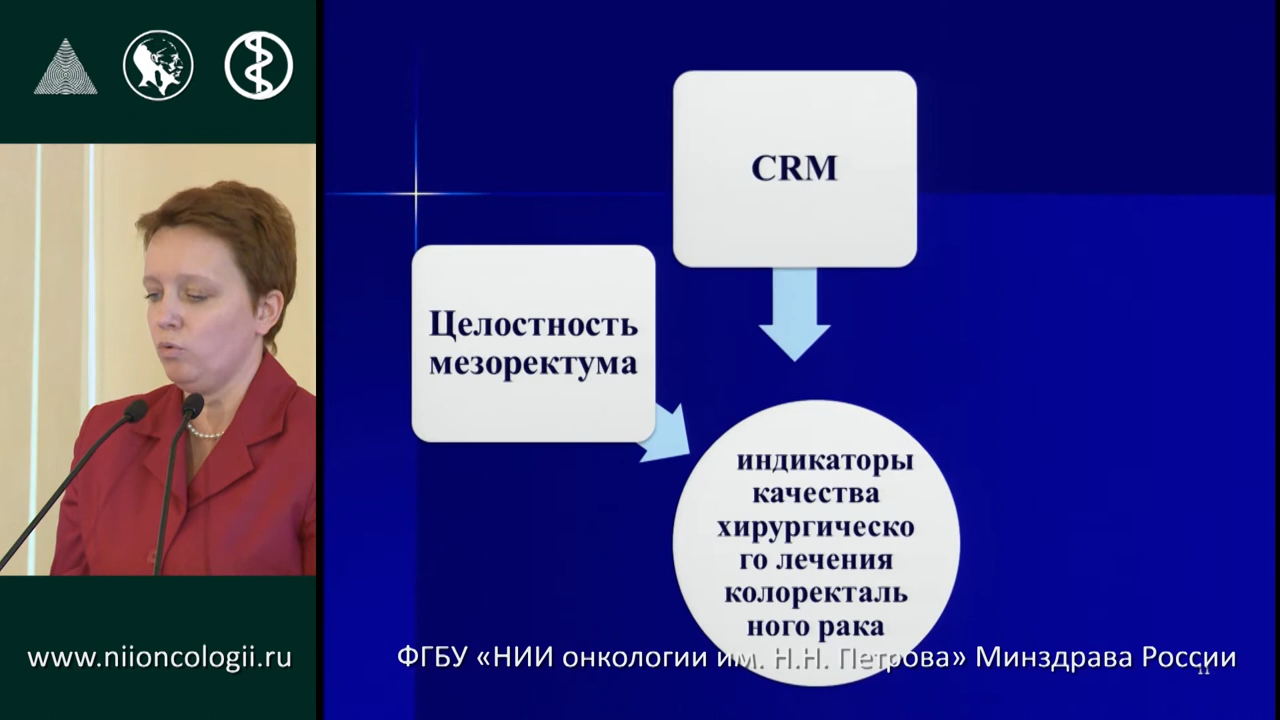 CRM
Целостность
мезоректума
индикаторы
качества
хирургическо
го лечения
колоректаль
ного рака
www.niioncologii.ru
ФГБУ «НИИ онкологии им. Н.Н. Петрова» Минздрава России
11